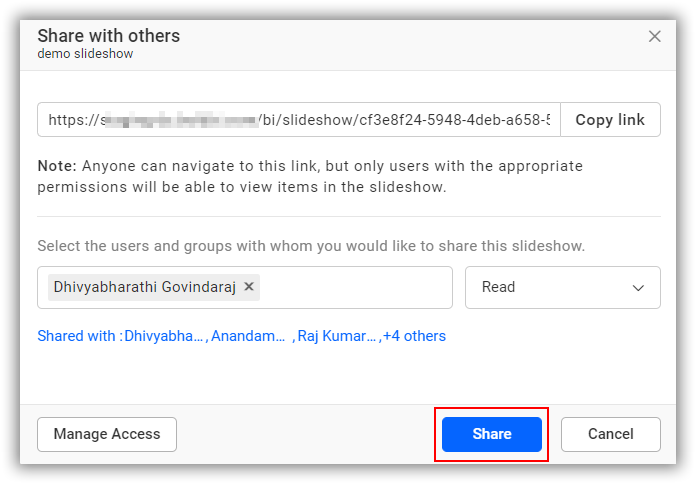 Share with others
demo slideshow
https://s /bi/slideshow/cf3e8f24-5948-4deb-a658-5
Copy link
Note: Anyone can navigate to this link, but only users with the appropriate
permissions will be able to view items in the slideshow.
Select the users and groups with whom you would like to share this slideshow.
Dhivyabharathi Govindaraj ×
Read
Shared with :Dhivyabha... ,Anandam... ,Raj Kumar... ,+4 others
Manage Access
Share
Cancel